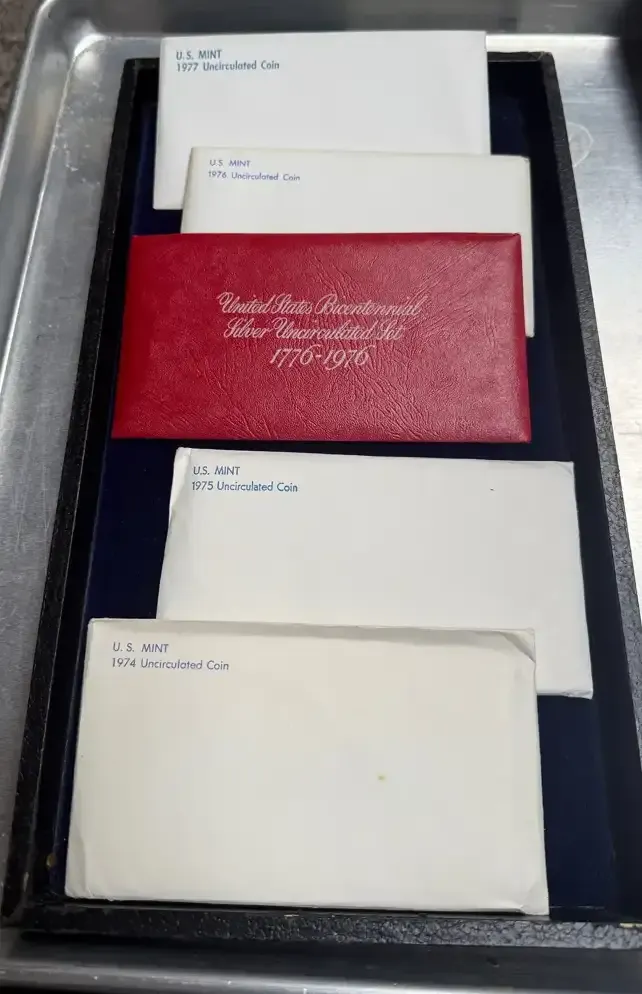 U.S. MINT
1977 Uncirculated Coin
U.S MINT
1976 Uncirculated Coin
United States Bicentennial
Silver Uncirculated Set
1776-1976
U.S. MINT
1975 Uncirculated Coin
U. S. MINT
1974 Uncirculated Coin